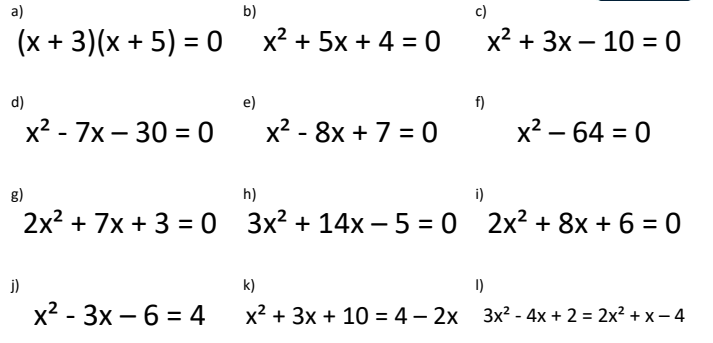 a) b) c)
(x + 3)(x + 5) = 0 x² + 5x + 4 = 0 x² + 3x – 10 = 0
d) e) f)
x² - 7x – 30 = 0 x² - 8x + 7 = 0 x² – 64 = 0
g) h) i)
2x² + 7x + 3 = 0 3x² + 14x – 5 = 0 2x² + 8x + 6 = 0
j) k) l)
x² - 3x – 6 = 4 x² + 3x + 10 = 4 – 2x 3x² - 4x + 2 = 2x² + x – 4